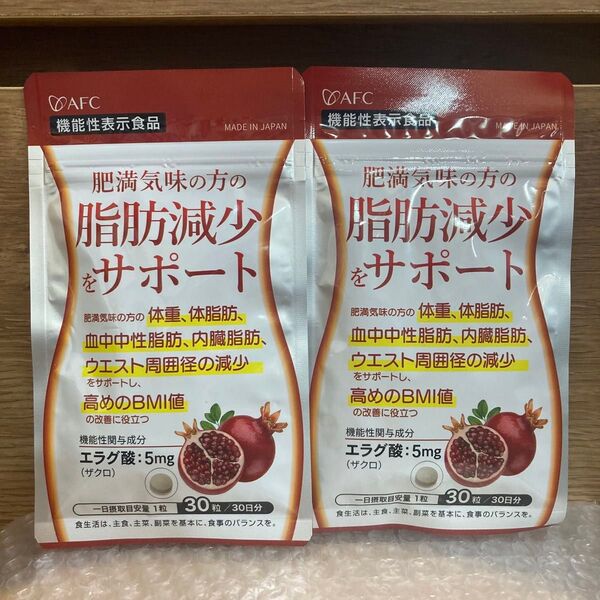 AFC
機能性表示食品
MADE IN JAPAN
肥満気味の方の
脂肪減少
をサポート
肥満気味の方の 体重、体脂肪、
血中中性脂肪、内臓脂肪、
ウエスト周囲径の減少
をサポートし、
高めのBMI値
の改善に役立つ
機能性関与成分
エラグ酸：5mg
（ザクロ）
一日摂取目安量 1粒 30粒／30日分
食生活は、主食、主菜、副菜を基本に、食事のバランスを。
AFC
機能性表示食品
MADE IN JAPAN
肥満気味の方の
脂肪減少
をサポート
肥満気味の方の 体重、体脂肪、
血中中性脂肪、内臓脂肪、
ウエスト周囲径の減少
をサポートし、
高めのBMI値
の改善に役立つ
機能性関与成分
エラグ酸：5mg
（ザクロ）
一日摂取目安量 1粒 30粒／30日分
食生活は、主食、主菜、副菜を基本に、食事のバランスを。